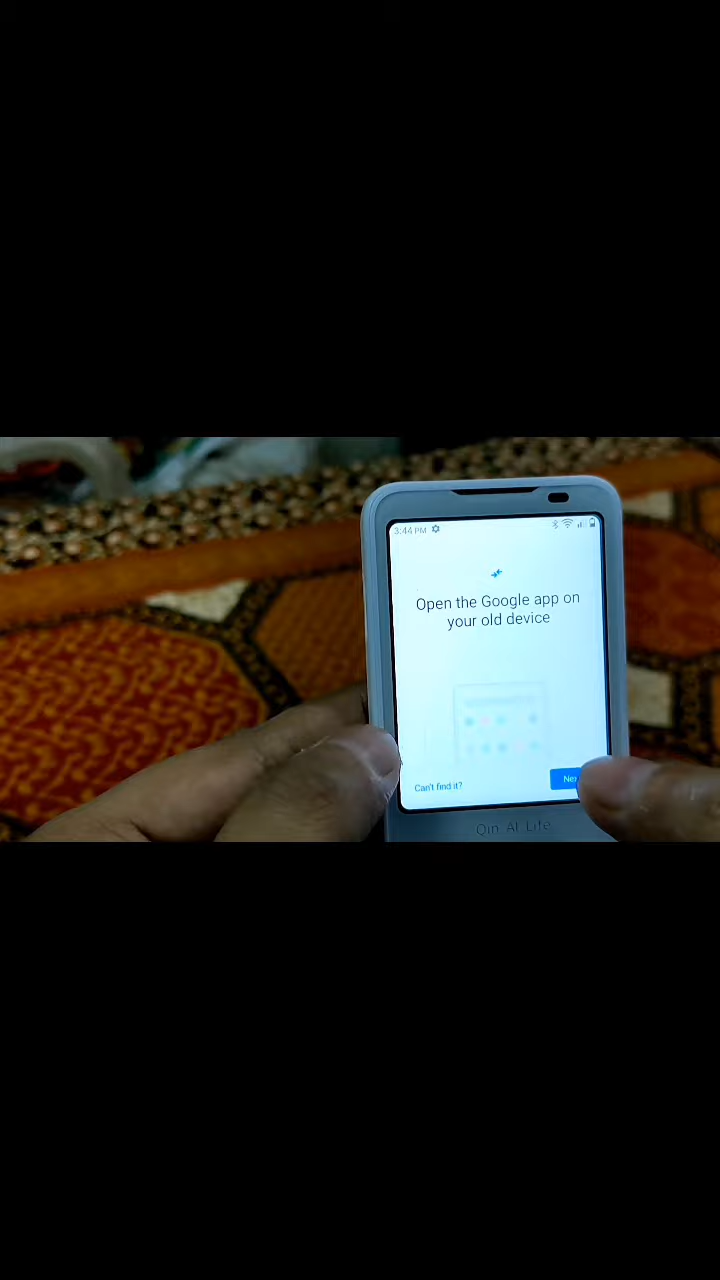 3:44 PM
Open the Google app on
your old device
Can't find it?
Qin AI Life